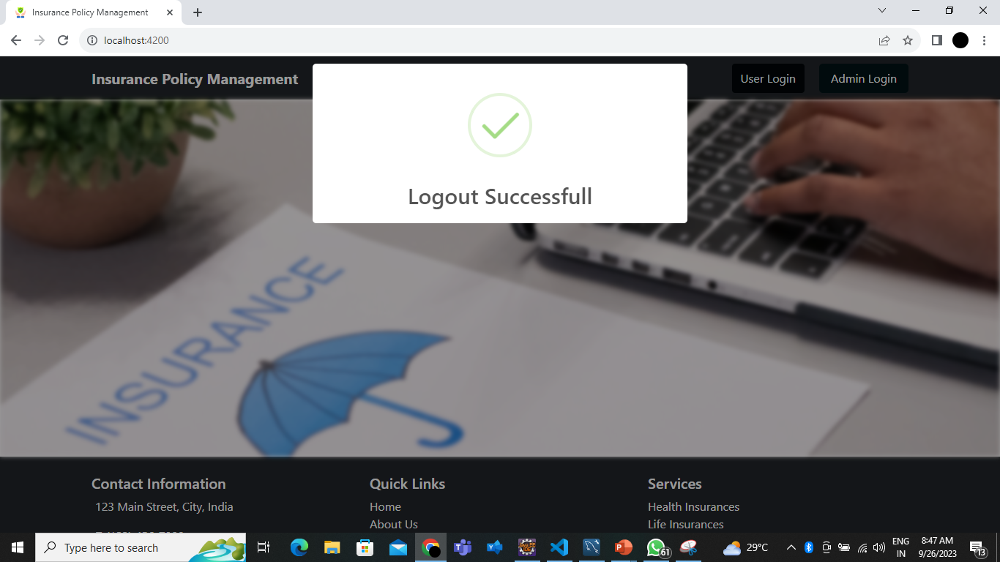 Insurance Policy Management
localhost:4200
Insurance Policy Management
User Login
Admin Login
Logout Successfull
INSURANCE
Contact Information
123 Main Street, City, India
Quick Links
Home
About Us
Services
Health Insurances
Life Insurances
Type here to search
61
29°C
ENG
IN
8:47 AM
9/26/2023
13